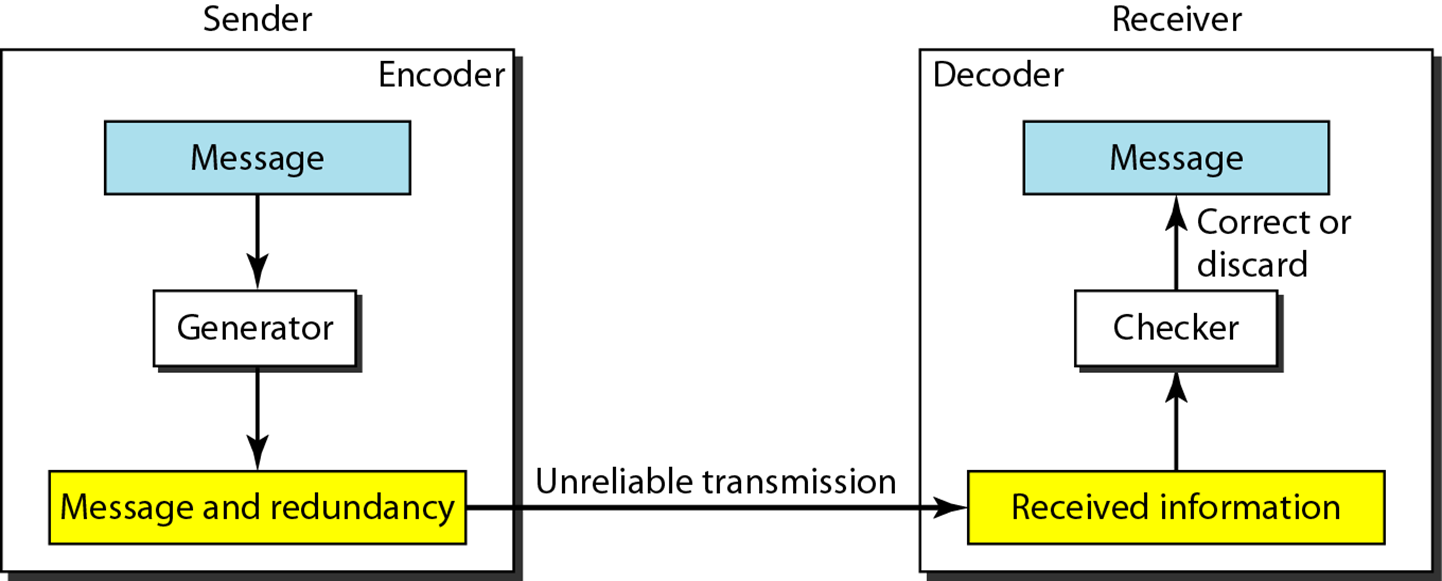 Sender
Encoder
Message
Generator
Message and redundancy
Unreliable transmission
Receiver
Decoder
Message
Correct or
discard
Checker
Received information